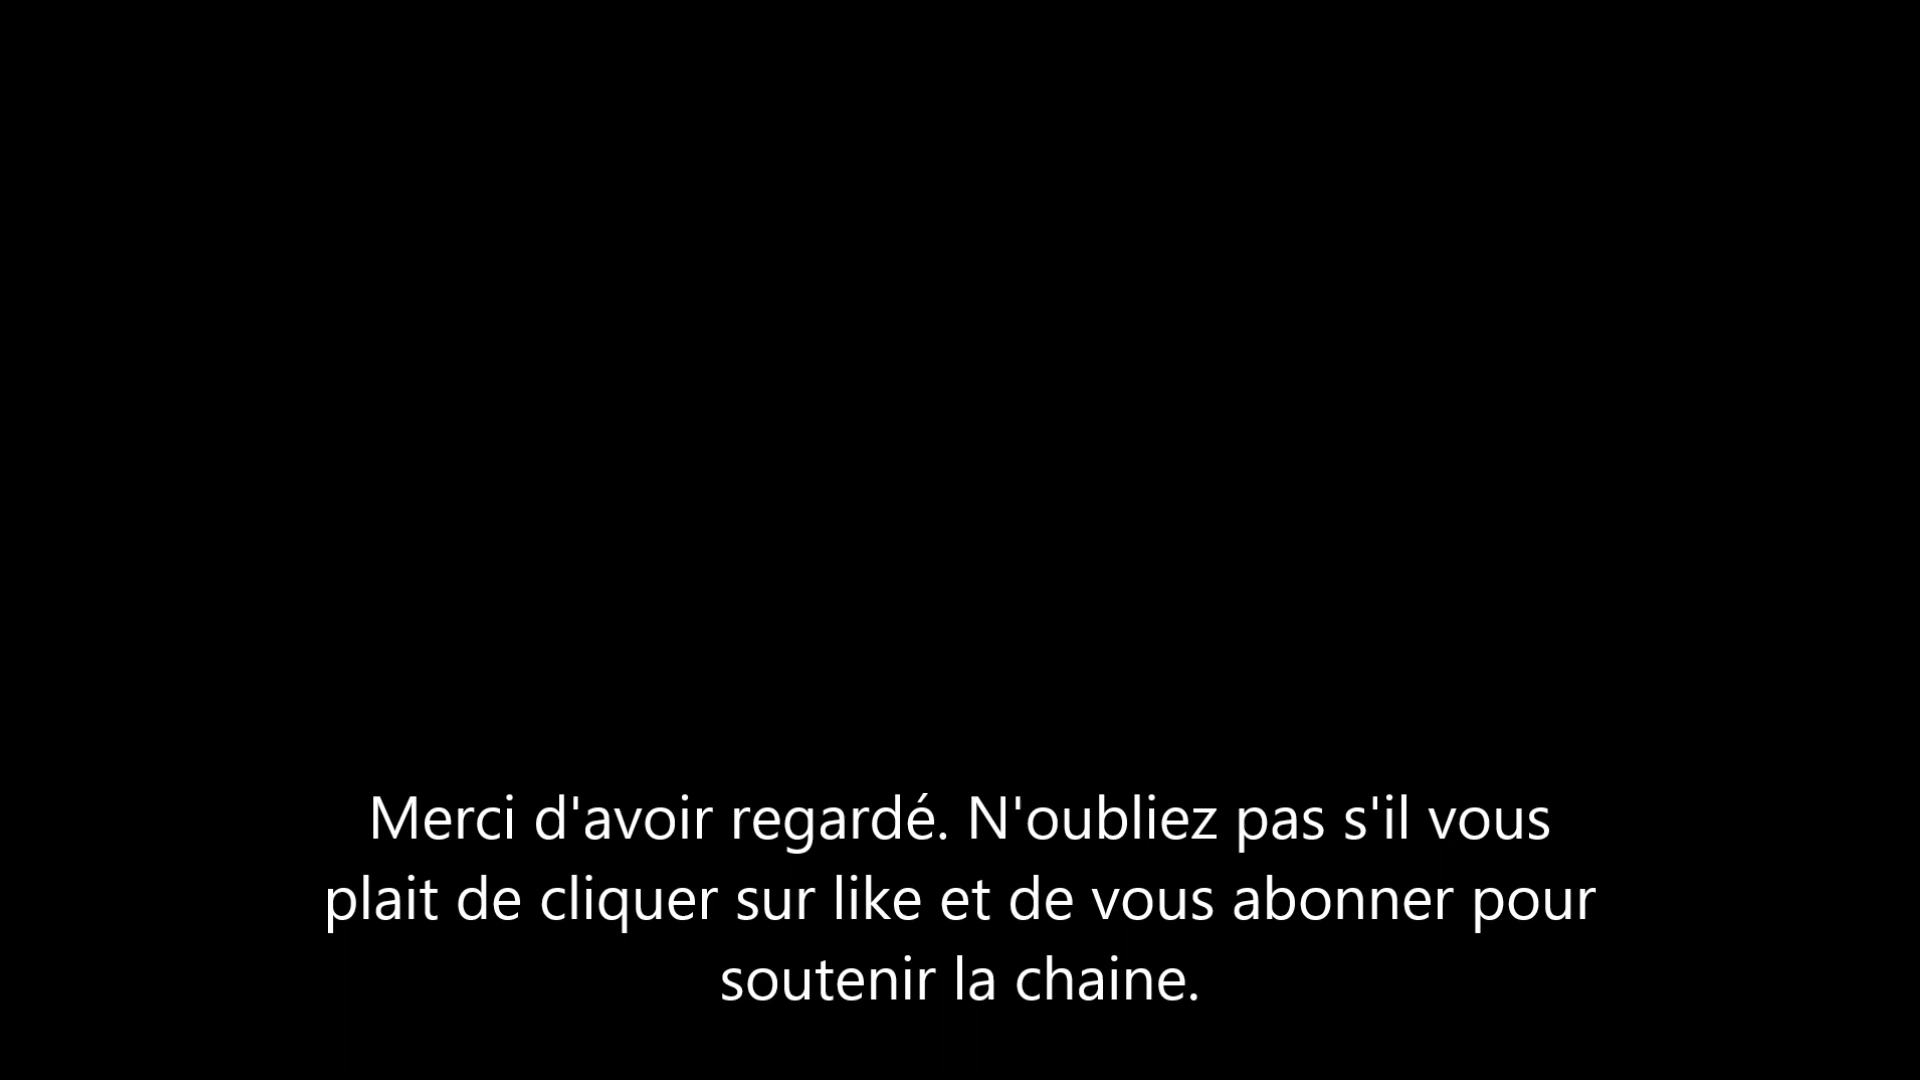 Merci d'avoir regardé. N'oubliez pas s'il vous
plait de cliquer sur like et de vous abonner pour
soutenir la chaine.